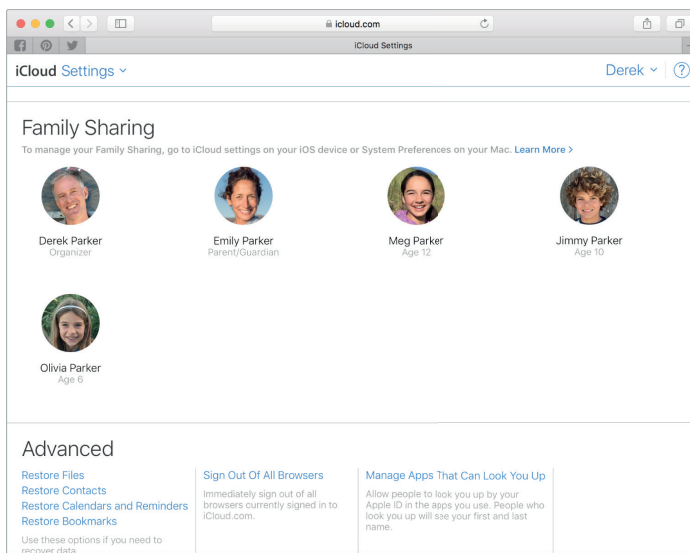 icloud.com
iCloud Settings
iCloud Settings
Derek
?
Family Sharing
To manage your Family Sharing, go to iCloud settings on your iOS device or System Preferences on your Mac. Learn More >
Derek Parker
Organizer
Emily Parker
Parent/Guardian
Meg Parker
Age 12
Jimmy Parker
Age 10
Olivia Parker
Age 6
Advanced
Restore Files
Restore Contacts
Restore Calendars and Reminders
Restore Bookmarks
Use these options if you need to
recover data
Sign Out Of All Browsers
Immediately sign out of all
browsers currently signed in to
iCloud.com.
Manage Apps That Can Look You Up
Allow people to look you up by your
Apple ID in the apps you use. People who
look you up will see your first and last
name.